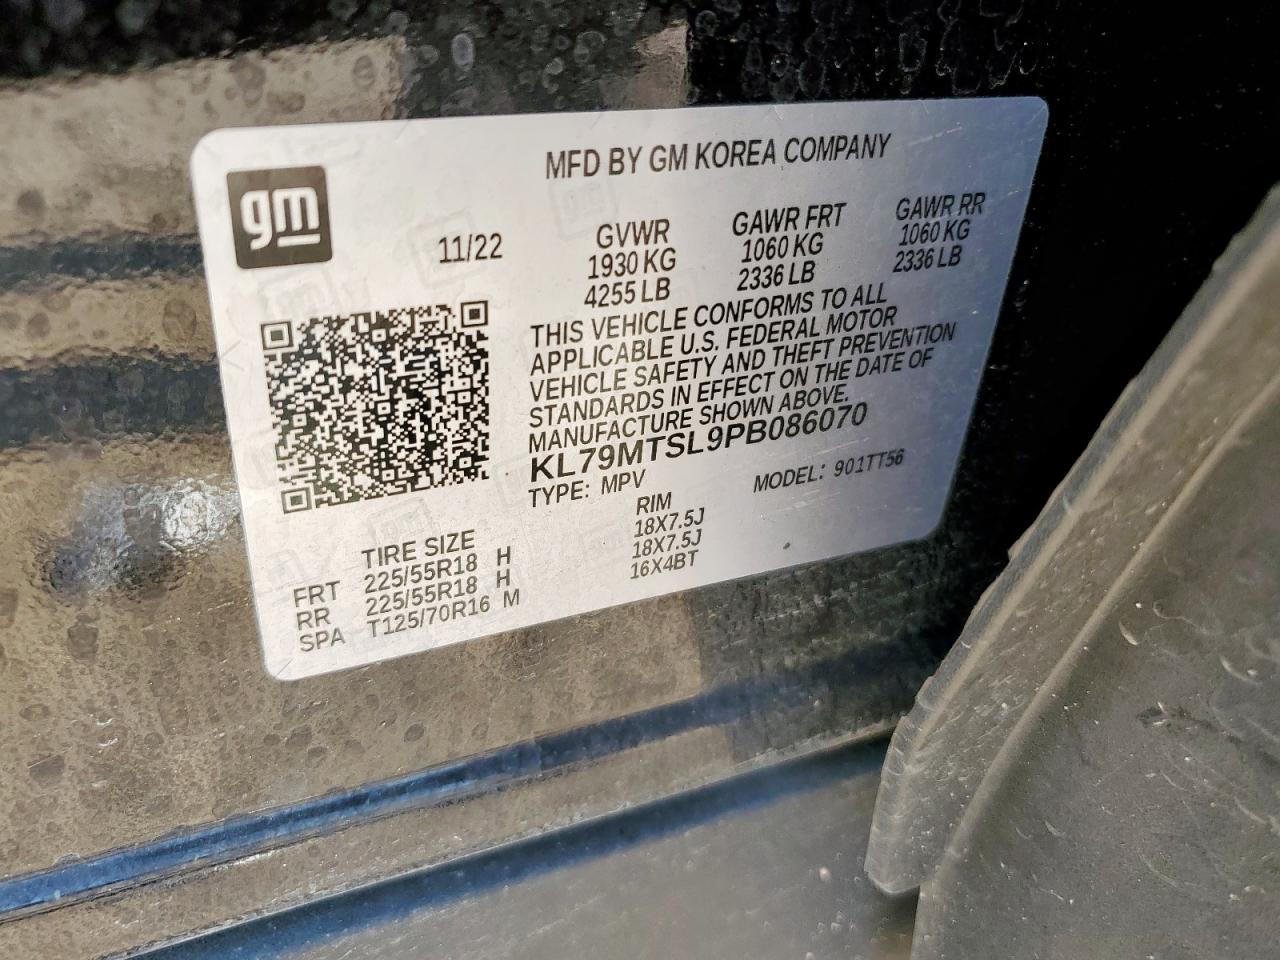 MFD BY GM KOREA COMPANY
gm
11/22
GVWR GAWR FRT GAWR RR
1930 KG 1060 KG 1060 KG
4255 LB 2336 LB 2336 LB
THIS VEHICLE CONFORMS TO ALL
APPLICABLE U.S. FEDERAL MOTOR
VEHICLE SAFETY AND THEFT PREVENTION
STANDARDS IN EFFECT ON THE DATE OF
MANUFACTURE SHOWN ABOVE.
KL79MTSL9PB086070
TYPE: MPV MODEL: 901TT56
TIRE SIZE RIM
FRT 225/55R18 H 18X7.5J
RR 225/55R18 H 18X7.5J
SPA T125/70R16 M 16X4BT